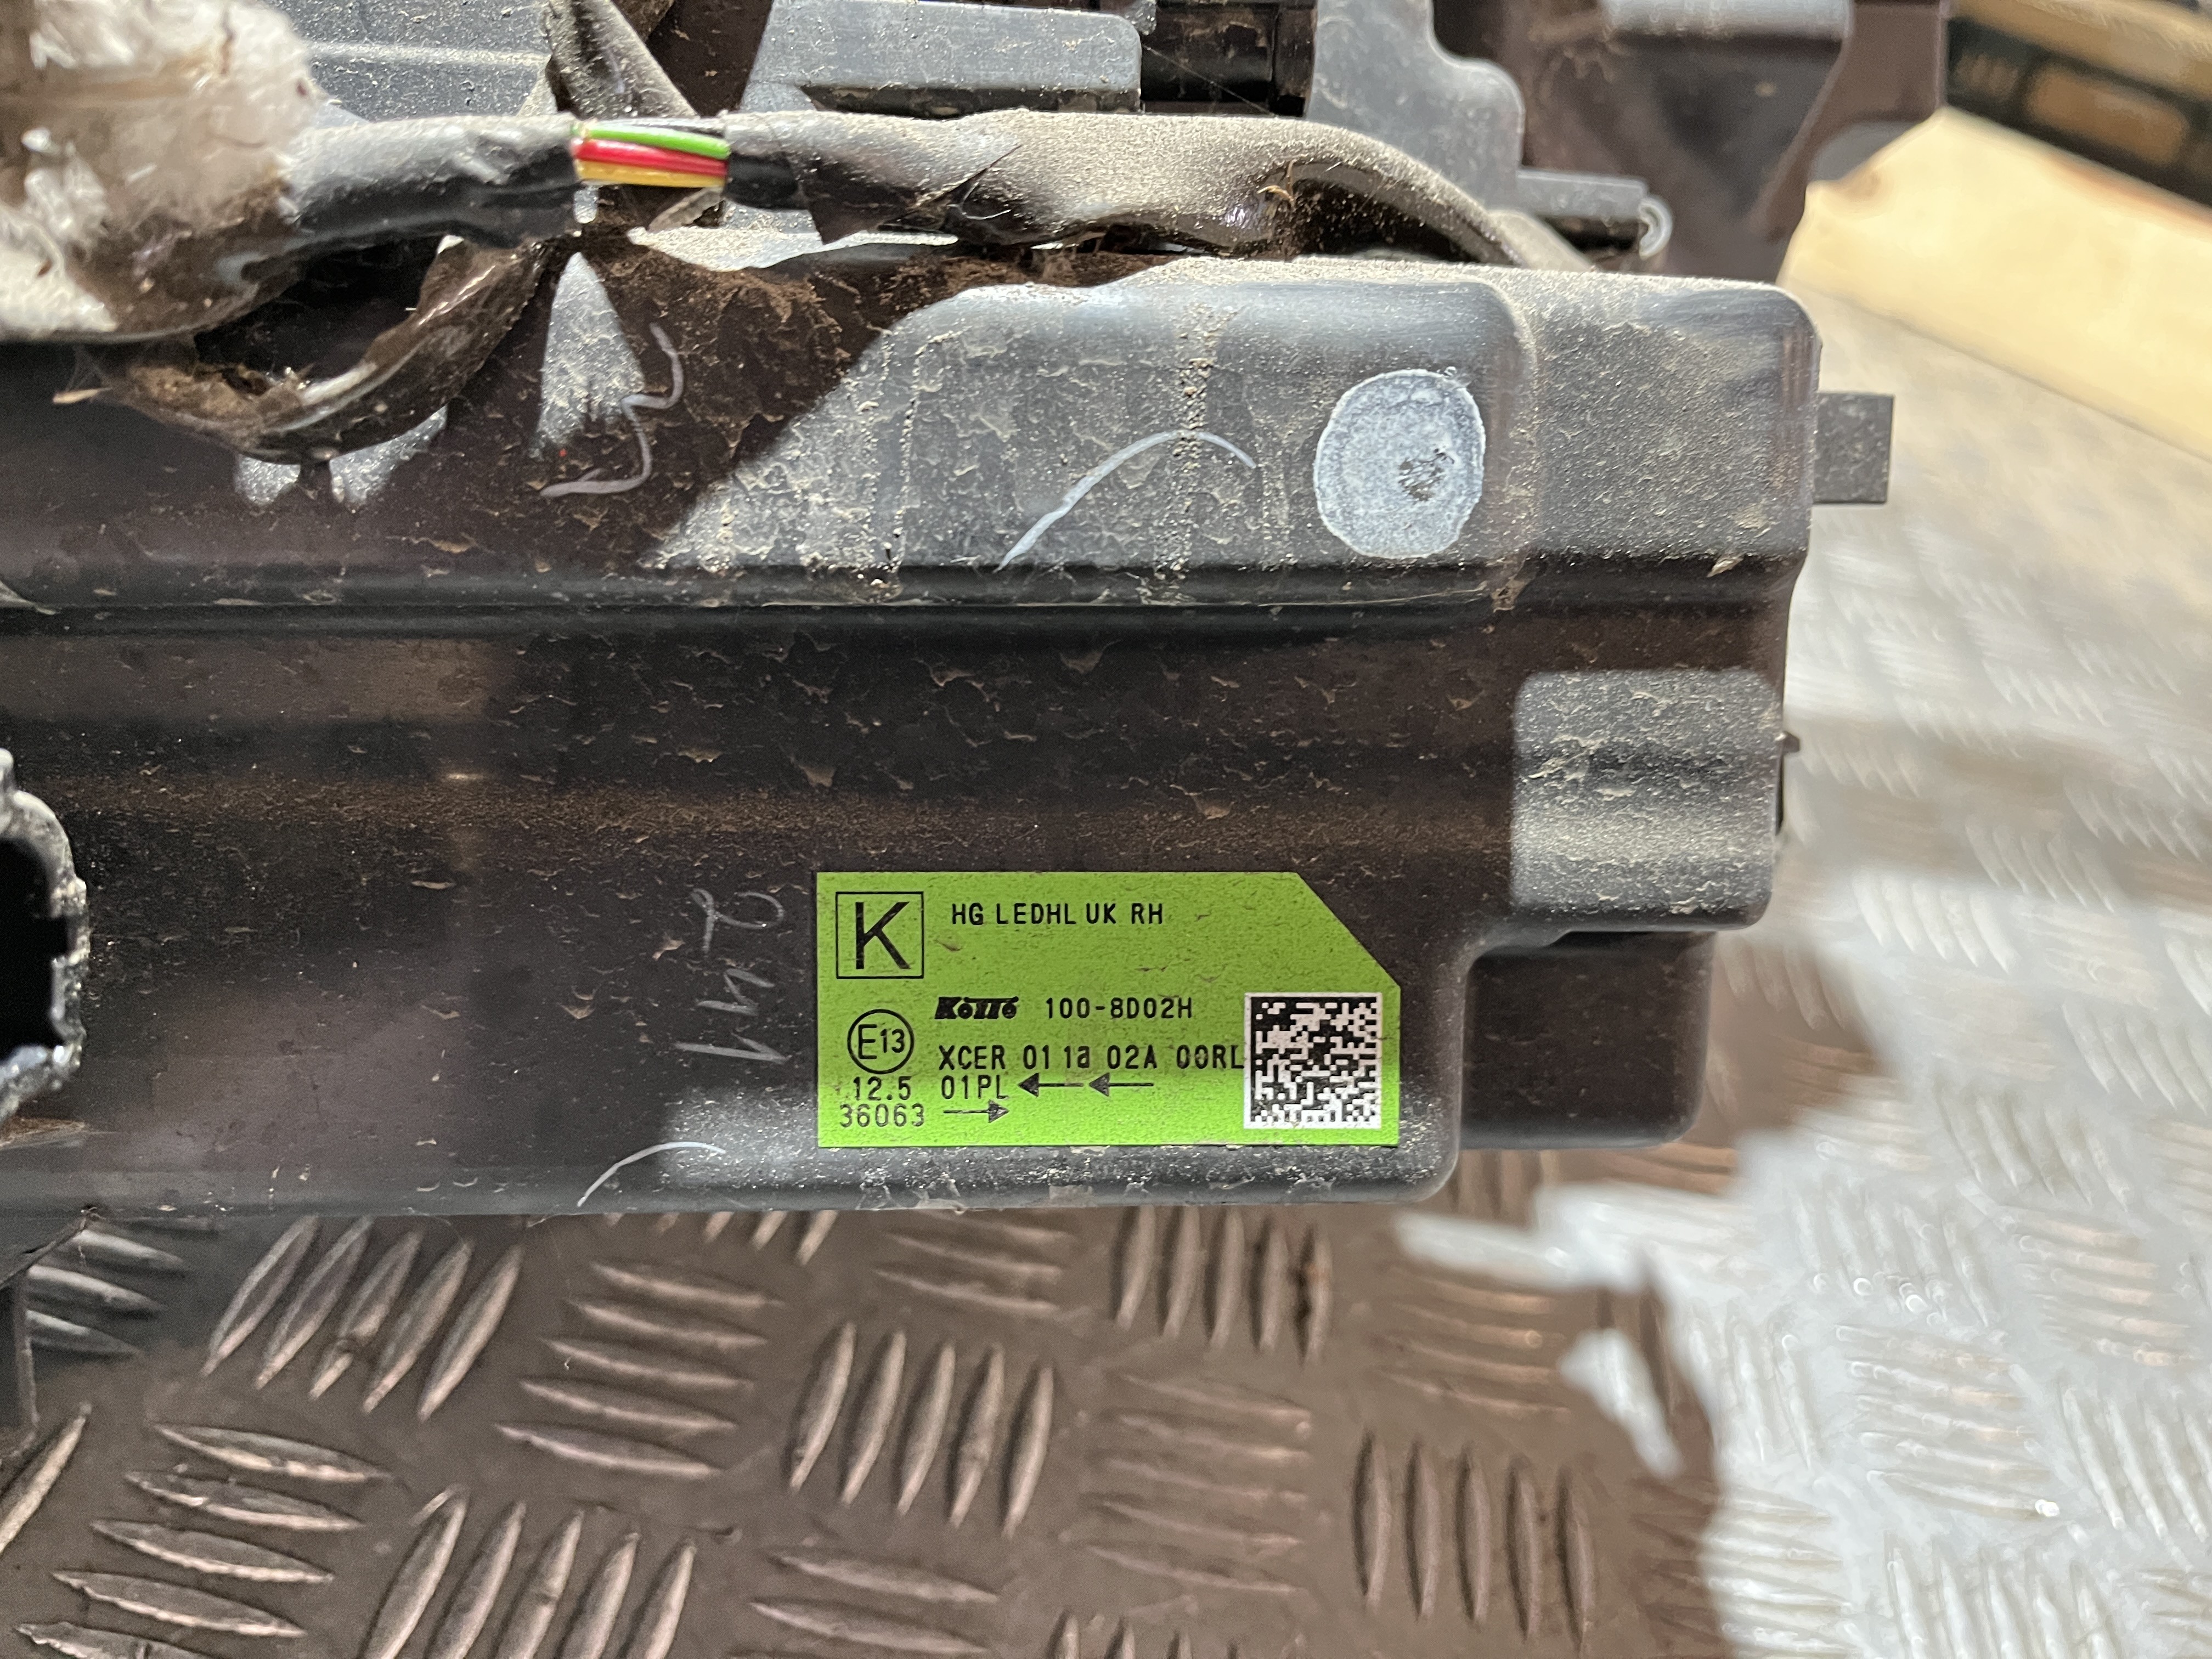 K
HG LEDHL UK RH
KOITO 100-8D02H
E13
XCER 01 1a 02A 00RL
12.5 01PL
36063